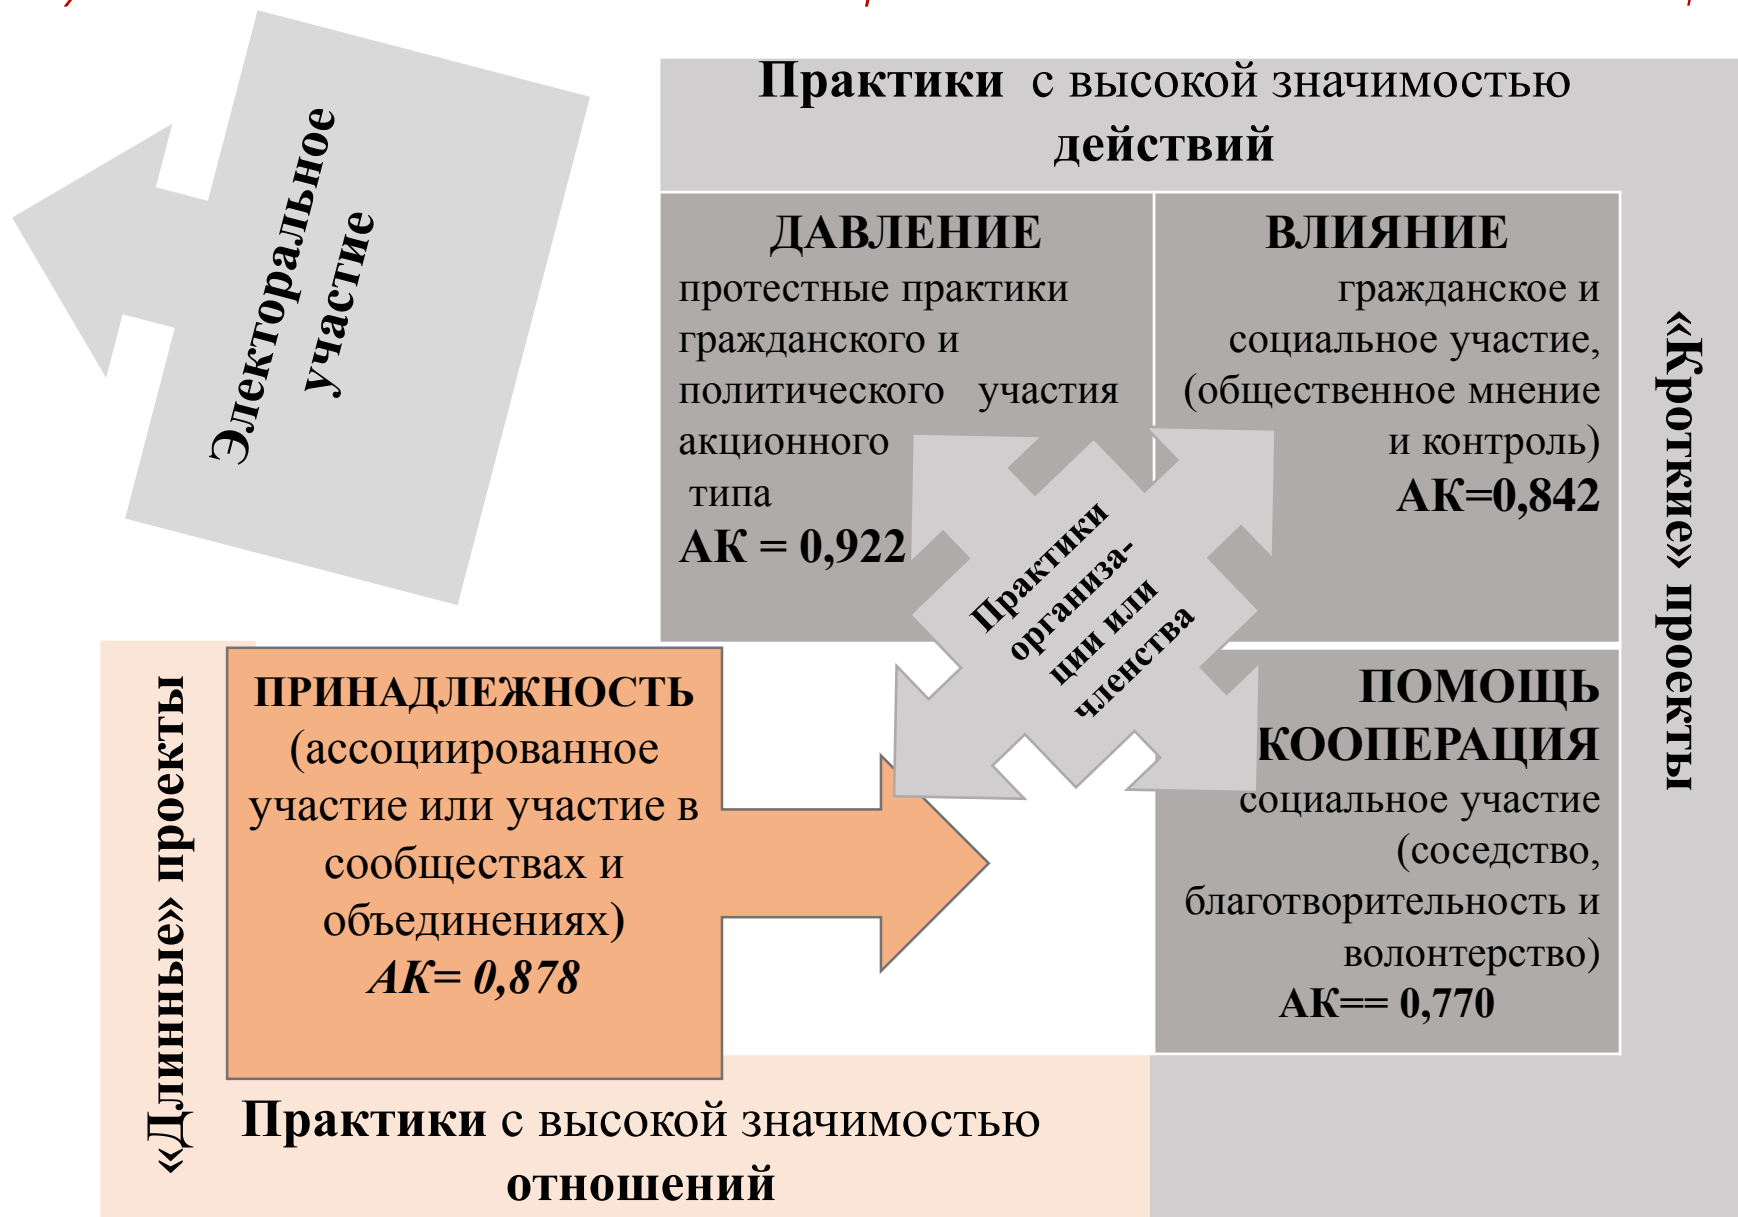 Электоральное
участие
Практики с высокой значимостью
действий
ДАВЛЕНИЕ
протестные практики
гражданского и
политического участия
акционного
типа
АК = 0,922
ВЛИЯНИЕ
гражданское и
социальное участие,
(общественное мнение
и контроль)
АК=0,842
«Кроткие» проекты
Практики
организа-
ции или
членства
«Длинные» проекты
ПРИНАДЛЕЖНОСТЬ
(ассоциированное
участие или участие в
сообществах и
объединениях)
АК= 0,878
ПОМОЩЬ
КООПЕРАЦИЯ
социальное участие
(соседство,
благотворительность и
волонтерство)
АК== 0,770
Практики с высокой значимостью
отношений